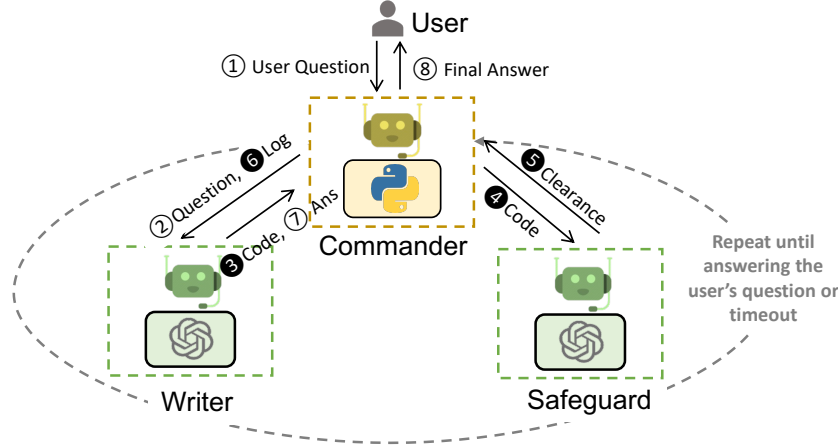 User
① User Question
⑧ Final Answer
② Question, ❻ Log
❸ Code, ⑦ Ans
❺ Clearance
❹ Code
Commander
Repeat until
answering the
user's question or
timeout
Writer
Safeguard